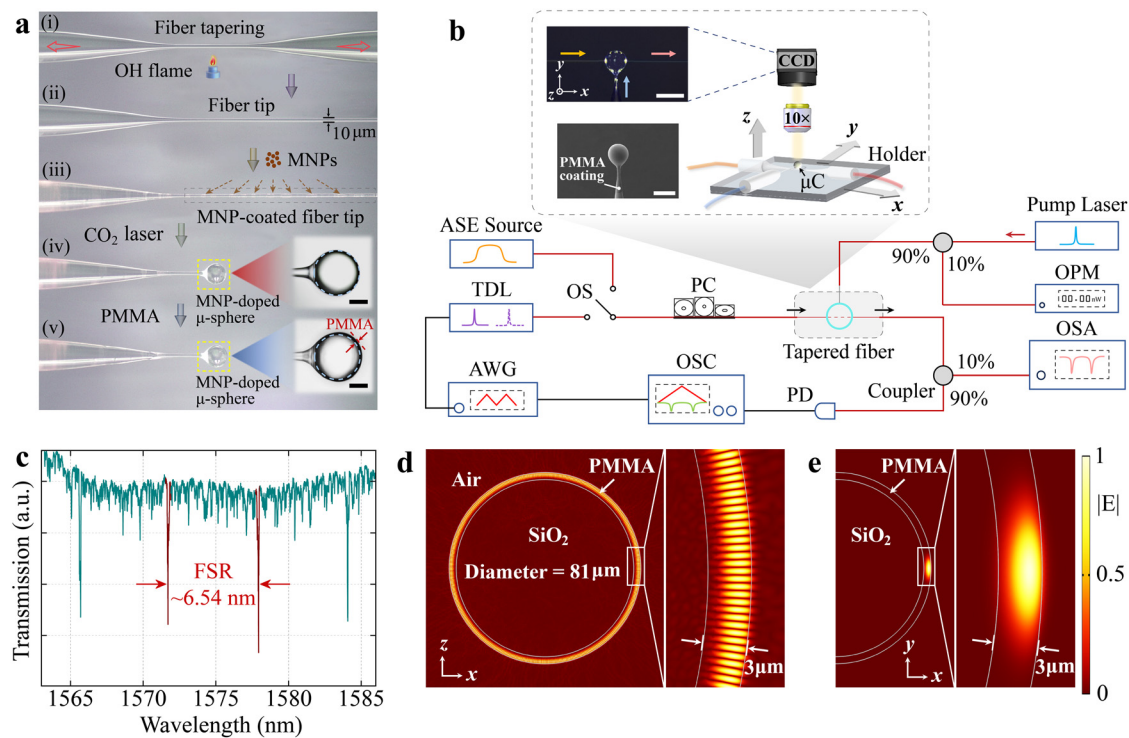 a
(i)
Fiber tapering
OH flame
(ii)
Fiber tip
10 μm
(iii)
MNPs
MNP-coated fiber tip
CO₂ laser
(iv)
MNP-doped
μ-sphere
PMMA
(v)
PMMA
MNP-doped
μ-sphere
b
y
z
x
PMMA
coating
CCD
10×
z
y
Holder
μC
x
ASE Source
Pump Laser
90%
10%
OPM
00.00nW
TDL
OS
PC
OSA
Tapered fiber
10%
AWG
OSC
PD
Coupler
90%
c
Transmission (a.u.)
FSR
~6.54 nm
1565
1570
1575
1580
1585
Wavelength (nm)
d
Air
PMMA
SiO₂
Diameter = 81μm
z
x
3μm
e
PMMA
SiO₂
y
x
3μm
1
|E|
0.5
0